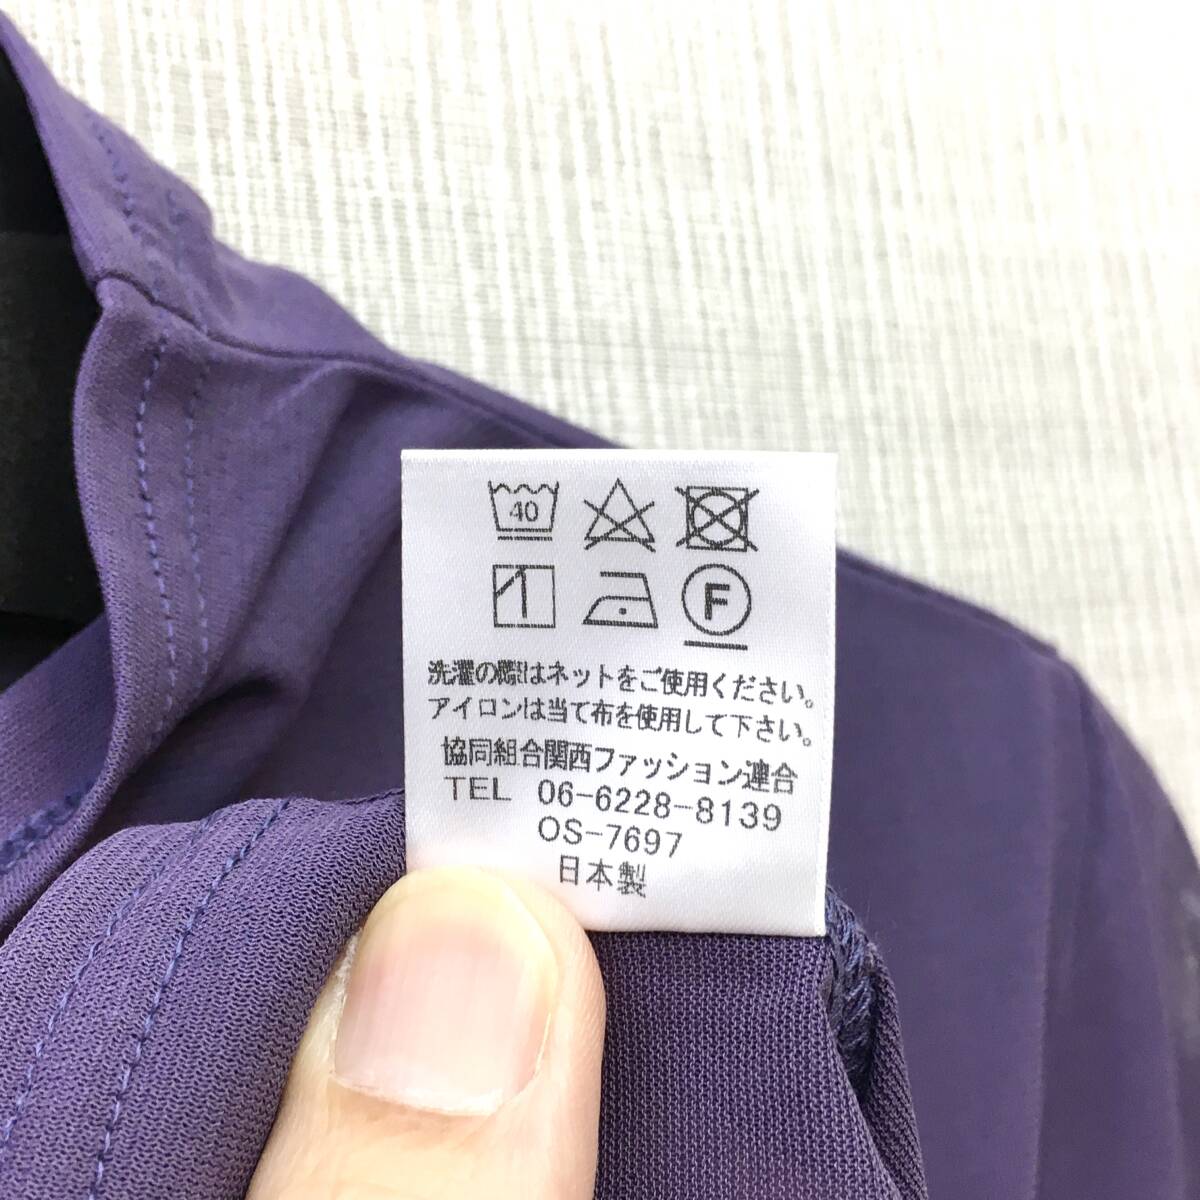 40
F
洗濯の際はネットをご使用ください。
アイロンは当て布を使用して下さい。
協同組合関西ファッション連合
TEL 06-6228-8139
OS-7697
日本製